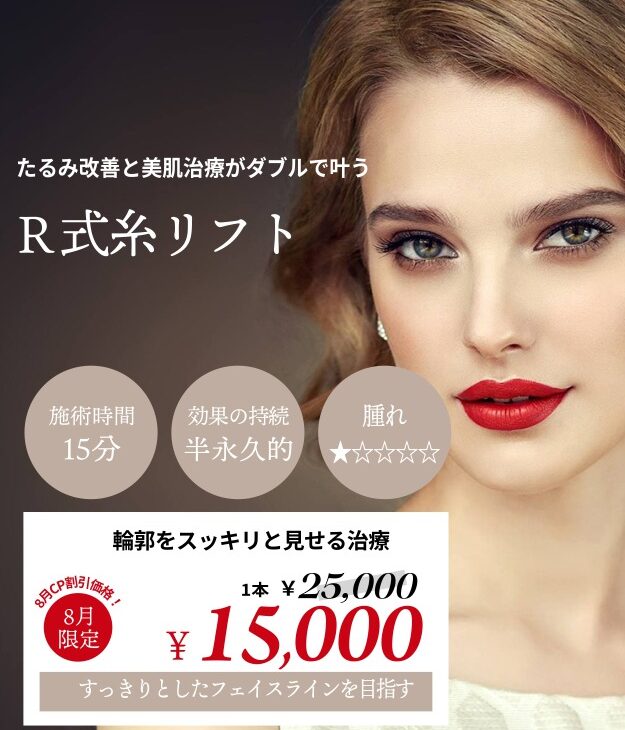 たるみ改善と美肌治療がダブルで叶う
R式糸リフト
施術時間
15分
効果の持続
半永久的
腫れ
★☆☆☆☆
輪郭をスッキリと見せる治療
8月CP割引価格！
8月
限定
1本 ¥25,000
¥15,000
すっきりとしたフェイスラインを目指す